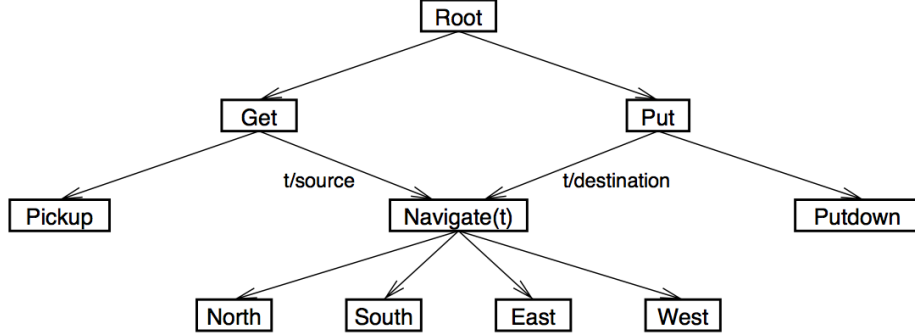 Root
Get
Put
t/source
t/destination
Pickup
Navigate(t)
Putdown
North
South
East
West